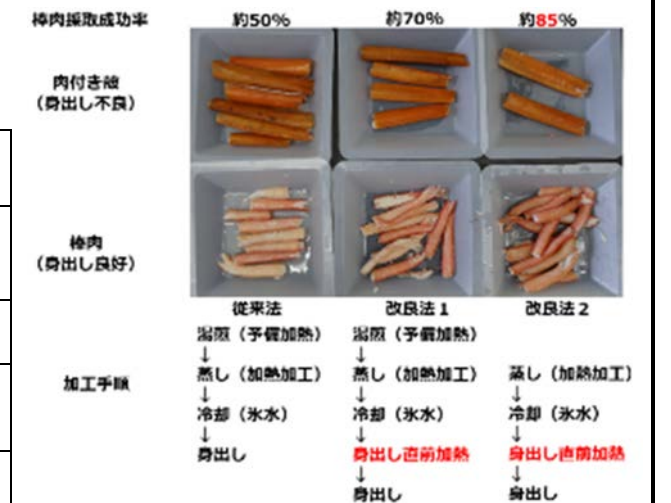 棒肉採取成功率 約50% 約70% 約85%
肉付き殻
（身出し不良）
棒肉
（身出し良好）
従来法 改良法1 改良法2
湯煎（予備加熱） 湯煎（予備加熱）
↓ ↓
加工手順 蒸し（加熱加工） 蒸し（加熱加工） 蒸し（加熱加工）
↓ ↓ ↓
冷却（氷水） 冷却（氷水） 冷却（氷水）
↓ ↓ ↓
身出し 身出し直前加熱 身出し直前加熱
↓ ↓
身出し 身出し